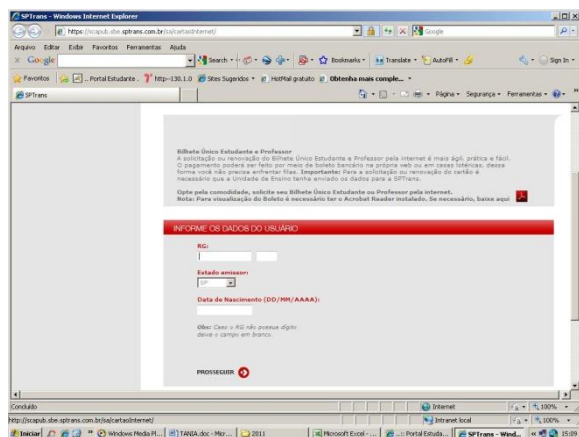 SPTrans - Windows Internet Explorer
https://scapub.sbe.sptrans.com.br/sa/cartaoInternet/
Google
Arquivo Editar Exibir Favoritos Ferramentas Ajuda
Google Search Bookmarks Translate AutoFill Sign In
Favoritos .. Portal Estudante . http--130.1.0 Sites Sugeridos HotMail gratuito Obtenha mais comple...
SPTrans Página Segurança Ferramentas
Bilhete Único Estudante e Professor
A solicitação ou renovação do Bilhete Único Estudante e Professor pela internet é mais ágil, prática e fácil.
O pagamento poderá ser feito por meio de boleto bancário na própria web ou em casas lotéricas, dessa
forma você não precisa enfrentar filas. Importante: Para a solicitação ou renovação do cartão é
necessário que a Unidade de Ensino tenha enviado os dados para a SPTrans.
Opte pela comodidade, solicite seu Bilhete Único Estudante ou Professor pela internet.
Nota: Para visualização do Boleto é necessário ter o Acrobat Reader instalado. Se necessário, baixe aqui
INFORME OS DADOS DO USUÁRIO
RG:
Estado emissor:
SP
Data de Nascimento (DD/MM/AAAA):
Obs: Caso o RG não possua dígito
deixe o campo em branco.
PROSSEGUIR
Concluído Internet 100%
http://scapub.sbe.sptrans.com.br/sa/cartaoInternet/ Intranet local 100%
Iniciar Windows Media Pl... TANIA.doc - Micr... 2011 Microsoft Excel - ... ..:: Portal Estuda... SPTrans - Wind... 15:09